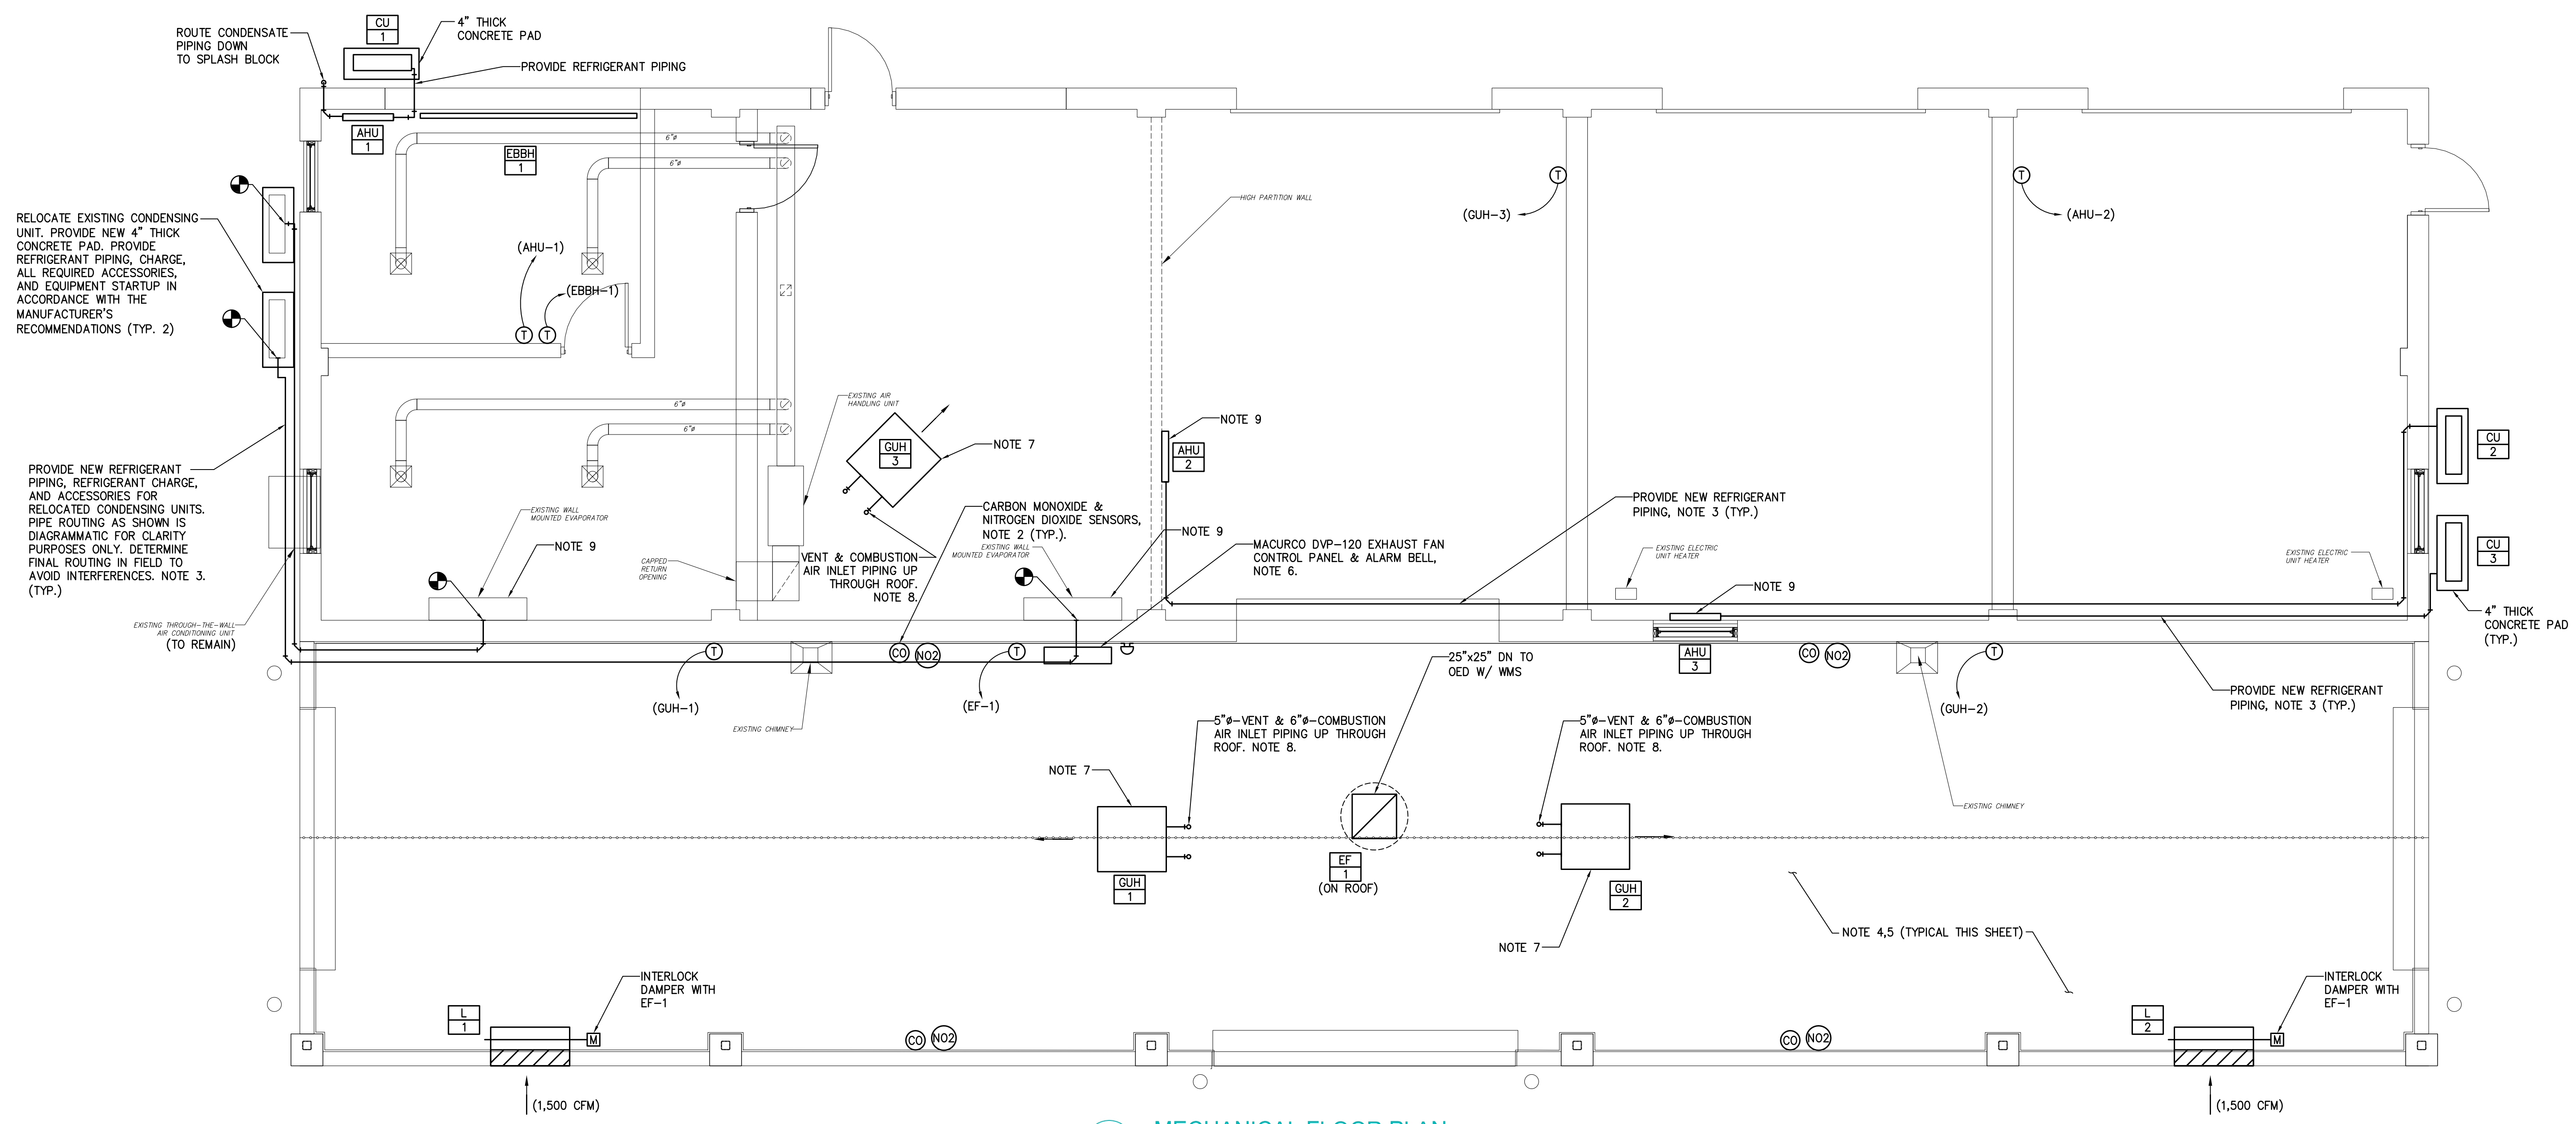 CU
1
4" THICK
CONCRETE PAD
ROUTE CONDENSATE
PIPING DOWN
TO SPLASH BLOCK
PROVIDE REFRIGERANT PIPING
AHU
1
EBBH
1
6"ø
6"ø
RELOCATE EXISTING CONDENSING
UNIT. PROVIDE NEW 4" THICK
CONCRETE PAD. PROVIDE
REFRIGERANT PIPING, CHARGE,
ALL REQUIRED ACCESSORIES,
AND EQUIPMENT STARTUP IN
ACCORDANCE WITH THE
MANUFACTURER'S
RECOMMENDATIONS (TYP. 2)
(AHU-1)
(EBBH-1)
T
T
HIGH PARTITION WALL
T
(GUH-3)
T
(AHU-2)
6"ø
6"ø
EXISTING AIR
HANDLING UNIT
GUH
3
NOTE 7
NOTE 9
AHU
2
CU
2
PROVIDE NEW REFRIGERANT
PIPING, REFRIGERANT CHARGE,
AND ACCESSORIES FOR
RELOCATED CONDENSING UNITS.
PIPE ROUTING AS SHOWN IS
DIAGRAMMATIC FOR CLARITY
PURPOSES ONLY. DETERMINE
FINAL ROUTING IN FIELD TO
AVOID INTERFERENCES. NOTE 3.
(TYP.)
EXISTING WALL
MOUNTED EVAPORATOR
NOTE 9
CAPPED
RETURN
OPENING
VENT & COMBUSTION
AIR INLET PIPING UP
THROUGH ROOF.
NOTE 8.
CARBON MONOXIDE &
NITROGEN DIOXIDE SENSORS,
NOTE 2 (TYP.).
EXISTING WALL
MOUNTED EVAPORATOR
NOTE 9
MACURCO DVP-120 EXHAUST FAN
CONTROL PANEL & ALARM BELL,
NOTE 6.
PROVIDE NEW REFRIGERANT
PIPING, NOTE 3 (TYP.)
EXISTING ELECTRIC
UNIT HEATER
EXISTING ELECTRIC
UNIT HEATER
CU
3
NOTE 9
4" THICK
CONCRETE PAD
(TYP.)
EXISTING THROUGH-THE-WALL
AIR CONDITIONING UNIT
(TO REMAIN)
T
(GUH-1)
EXISTING CHIMNEY
CO
NO2
T
(EF-1)
25"x25" DN TO
OED W/ WMS
AHU
3
CO
NO2
T
(GUH-2)
PROVIDE NEW REFRIGERANT
PIPING, NOTE 3 (TYP.)
5"ø-VENT & 6"ø-COMBUSTION
AIR INLET PIPING UP THROUGH
ROOF. NOTE 8.
5"ø-VENT & 6"ø-COMBUSTION
AIR INLET PIPING UP THROUGH
ROOF. NOTE 8.
NOTE 7
EXISTING CHIMNEY
GUH
1
EF
1
(ON ROOF)
GUH
2
NOTE 7
NOTE 4,5 (TYPICAL THIS SHEET)
INTERLOCK
DAMPER WITH
EF-1
L
1
M
CO
NO2
CO
NO2
INTERLOCK
DAMPER WITH
EF-1
L
2
M
(1,500 CFM)
(1,500 CFM)
MECHANICAL FLOOR PLAN